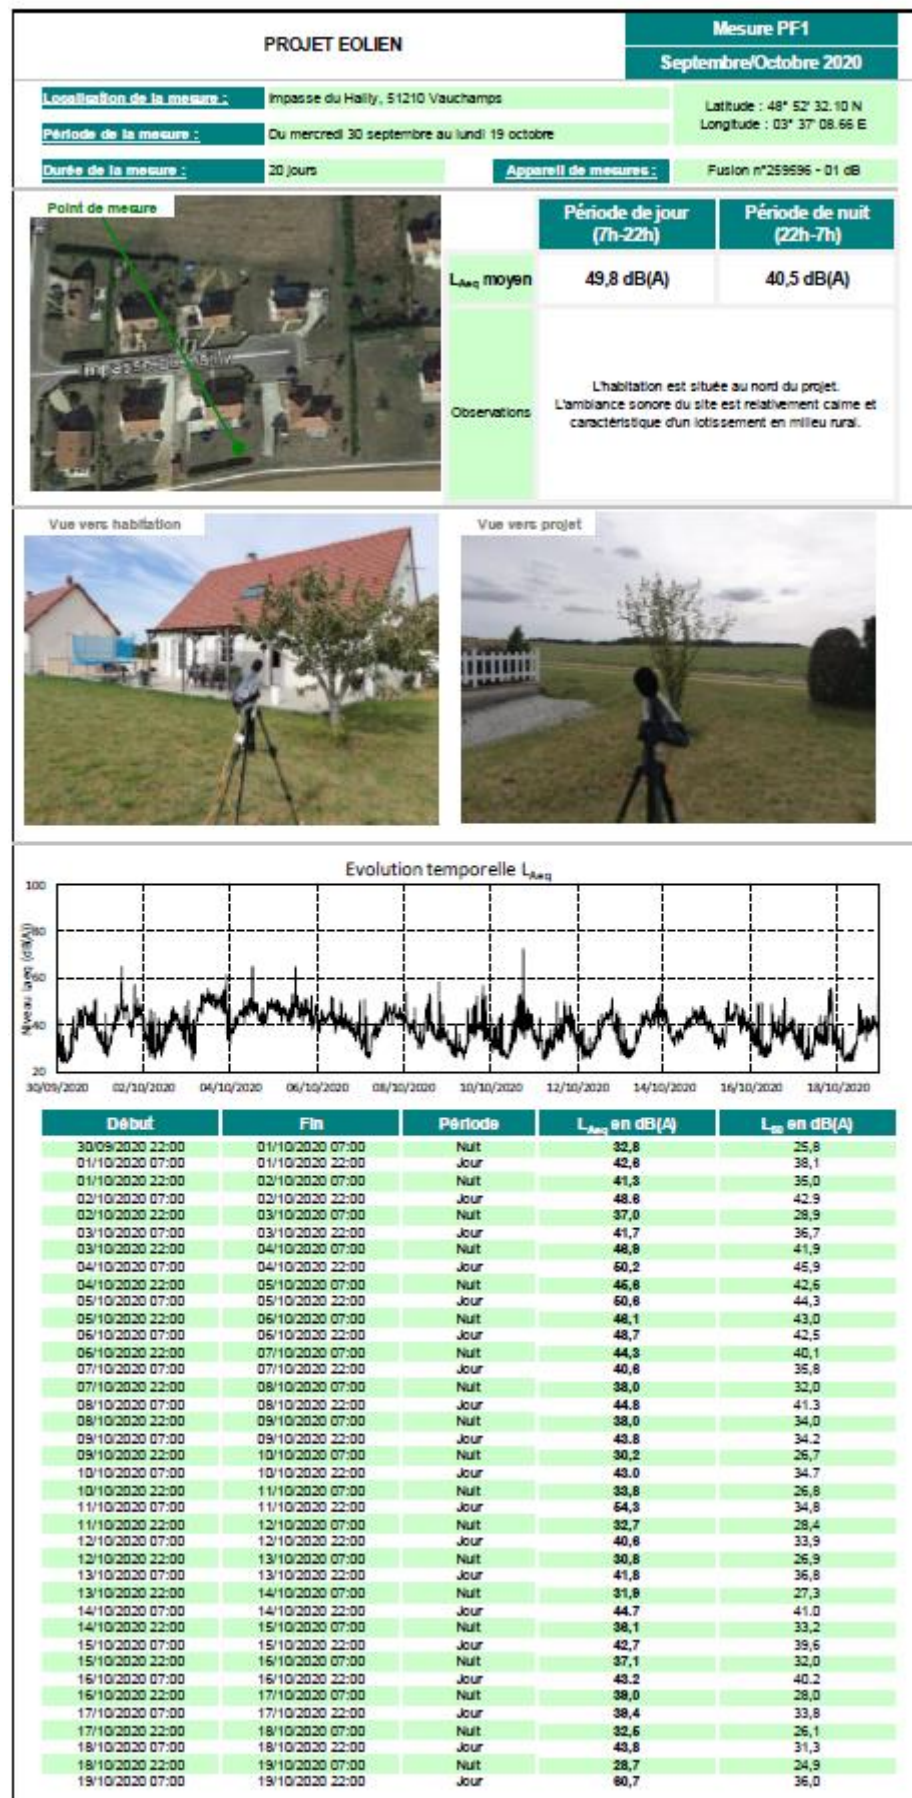 PROJET EOLIEN
Mesure PF1
Septembre/Octobre 2020
Localisation de la mesure :
Impasse du Hailly, 51210 Vauchamps
Latitude : 48° 52' 32.10 N
Longitude : 03° 37' 08.66 E
Période de la mesure :
Du mercredi 30 septembre au lundi 19 octobre
Durée de la mesure :
20 jours
Appareil de mesures :
Fusion n°259596 - 01 dB
Point de mesure
Période de jour (7h-22h)
Période de nuit (22h-7h)
LAeq moyen
49,8 dB(A)
40,5 dB(A)
Observations
L'habitation est située au nord du projet.
L'ambiance sonore du site est relativement calme et
caractéristique d'un lotissement en milieu rural.
Vue vers habitation
Vue vers projet
Evolution temporelle LAeq
Niveau laeq (dB(A))
100
80
60
40
20
30/09/2020 02/10/2020 04/10/2020 06/10/2020 08/10/2020 10/10/2020 12/10/2020 14/10/2020 16/10/2020 18/10/2020
Début Fin Période LAeq en dB(A) L50 en dB(A)
30/09/2020 22:00 01/10/2020 07:00 Nuit 32,8 25,8
01/10/2020 07:00 01/10/2020 22:00 Jour 42,6 38,1
01/10/2020 22:00 02/10/2020 07:00 Nuit 41,3 35,0
02/10/2020 07:00 02/10/2020 22:00 Jour 48,6 42,9
02/10/2020 22:00 03/10/2020 07:00 Nuit 37,0 28,9
03/10/2020 07:00 03/10/2020 22:00 Jour 41,7 36,7
03/10/2020 22:00 04/10/2020 07:00 Nuit 46,9 41,9
04/10/2020 07:00 04/10/2020 22:00 Jour 50,2 45,9
04/10/2020 22:00 05/10/2020 07:00 Nuit 45,6 42,6
05/10/2020 07:00 05/10/2020 22:00 Jour 50,6 44,3
05/10/2020 22:00 06/10/2020 07:00 Nuit 46,1 43,0
06/10/2020 07:00 06/10/2020 22:00 Jour 48,7 42,5
06/10/2020 22:00 07/10/2020 07:00 Nuit 44,3 40,1
07/10/2020 07:00 07/10/2020 22:00 Jour 40,6 35,8
07/10/2020 22:00 08/10/2020 07:00 Nuit 38,0 32,0
08/10/2020 07:00 08/10/2020 22:00 Jour 44,8 41,3
08/10/2020 22:00 09/10/2020 07:00 Nuit 38,0 34,0
09/10/2020 07:00 09/10/2020 22:00 Jour 43,8 34,2
09/10/2020 22:00 10/10/2020 07:00 Nuit 30,2 26,7
10/10/2020 07:00 10/10/2020 22:00 Jour 43,0 34,7
10/10/2020 22:00 11/10/2020 07:00 Nuit 33,8 26,8
11/10/2020 07:00 11/10/2020 22:00 Jour 54,3 34,8
11/10/2020 22:00 12/10/2020 07:00 Nuit 32,7 28,4
12/10/2020 07:00 12/10/2020 22:00 Jour 40,6 33,9
12/10/2020 22:00 13/10/2020 07:00 Nuit 30,8 26,9
13/10/2020 07:00 13/10/2020 22:00 Jour 41,8 36,8
13/10/2020 22:00 14/10/2020 07:00 Nuit 31,9 27,3
14/10/2020 07:00 14/10/2020 22:00 Jour 44,7 41,0
14/10/2020 22:00 15/10/2020 07:00 Nuit 36,1 33,2
15/10/2020 07:00 15/10/2020 22:00 Jour 42,7 39,6
15/10/2020 22:00 16/10/2020 07:00 Nuit 37,1 32,0
16/10/2020 07:00 16/10/2020 22:00 Jour 43,2 40,2
16/10/2020 22:00 17/10/2020 07:00 Nuit 39,0 28,0
17/10/2020 07:00 17/10/2020 22:00 Jour 39,4 33,8
17/10/2020 22:00 18/10/2020 07:00 Nuit 32,5 26,1
18/10/2020 07:00 18/10/2020 22:00 Jour 43,8 31,3
18/10/2020 22:00 19/10/2020 07:00 Nuit 28,7 24,9
19/10/2020 07:00 19/10/2020 22:00 Jour 60,7 36,0